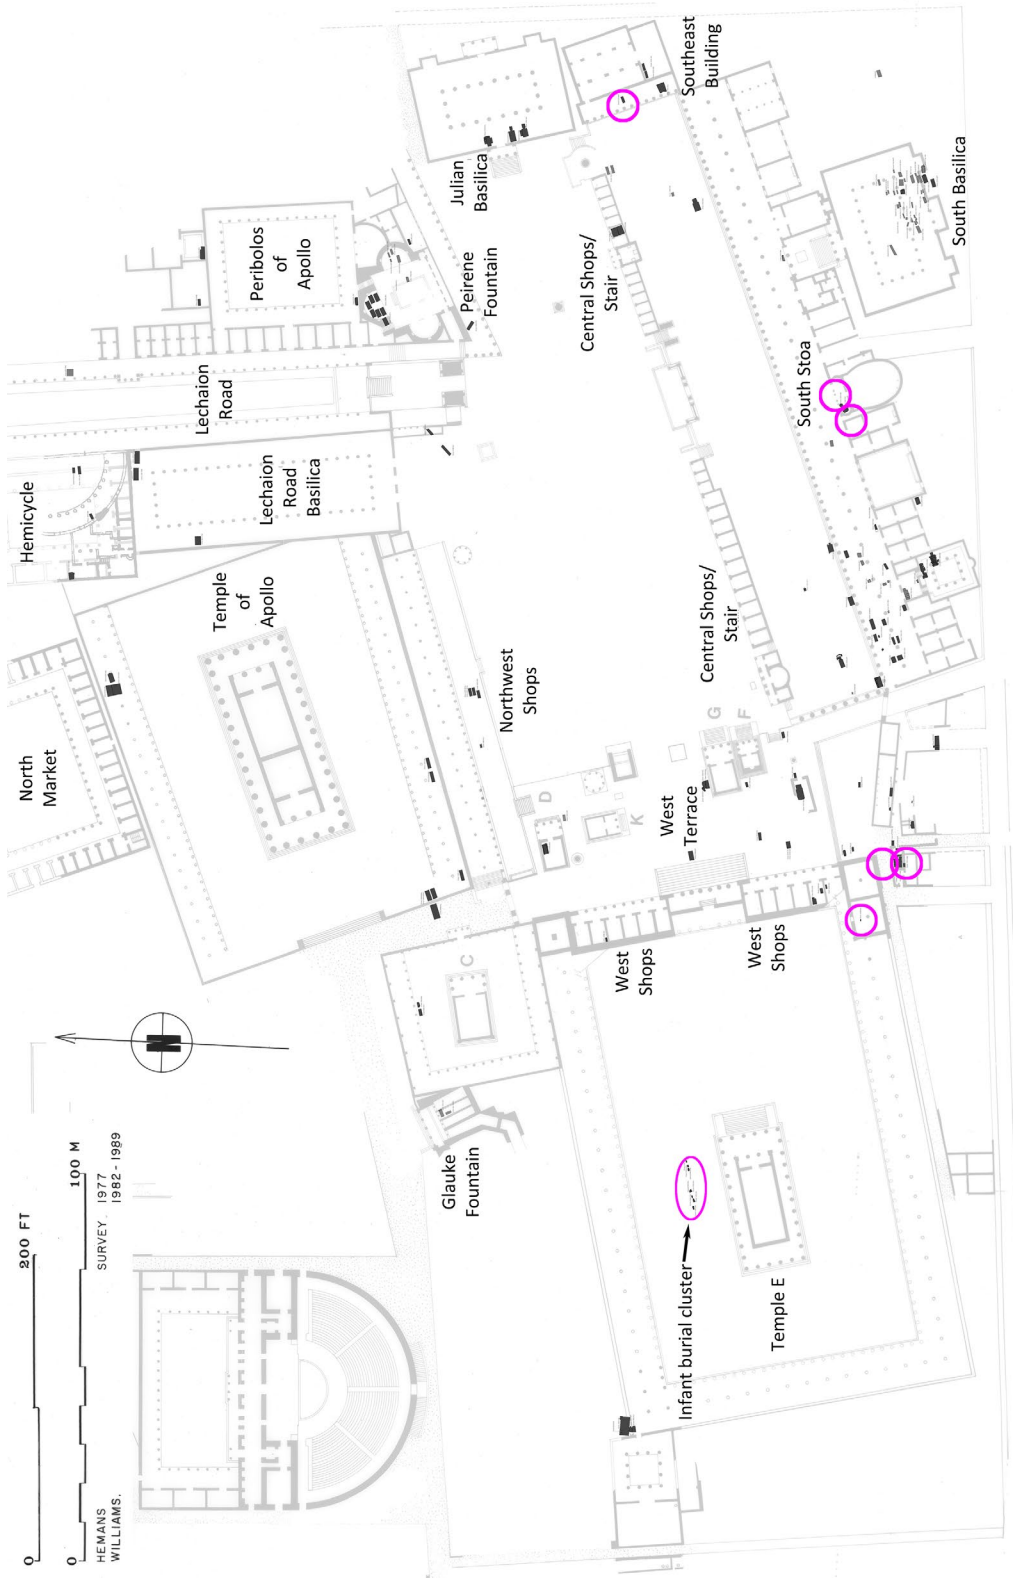 Southeast
Building
Julian
Basilica
Peribolos
of
Apollo
Peirene
Fountain
Central Shops/
Stair
South Basilica
Lechaion
Road
South Stoa
Hemicycle
Lechaion
Road
Basilica
Temple
of
Apollo
Central Shops/
Stair
North
Market
Northwest
Shops
G
F
D
K
West
Terrace
C
West
Shops
West
Shops
N
Glauke
Fountain
Infant burial cluster
Temple E
0 200 FT
0 100 M
HEMANS
WILLIAMS.
SURVEY. 1977
1982-1989